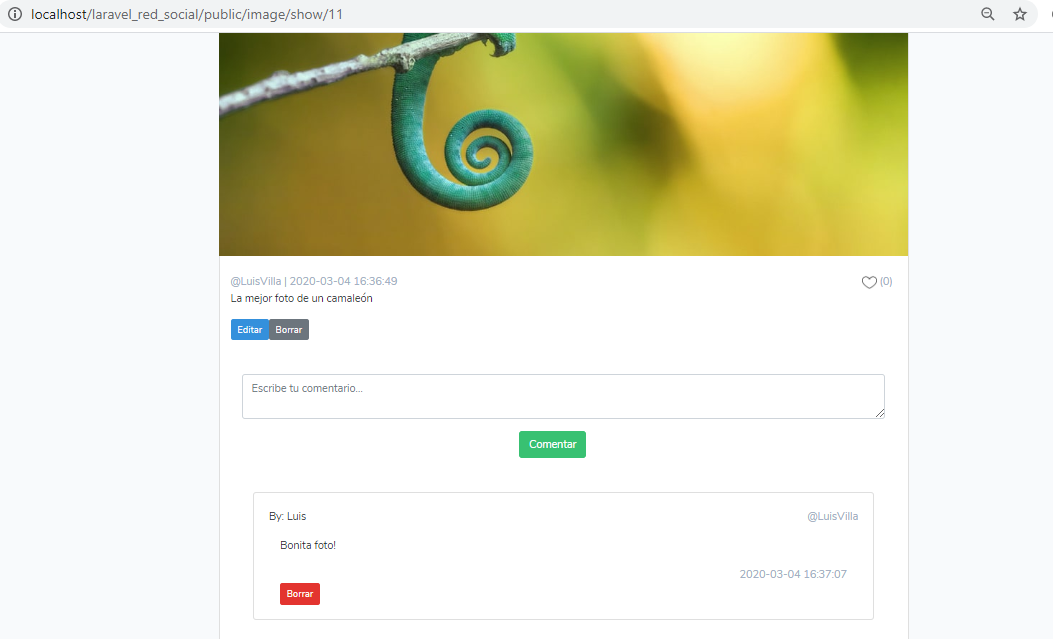 localhost/laravel_red_social/public/image/show/11
@LuisVilla | 2020-03-04 16:36:49
(0)
La mejor foto de un camaleón
Editar
Borrar
Escribe tu comentario...
Comentar
By: Luis
@LuisVilla
Bonita foto!
2020-03-04 16:37:07
Borrar